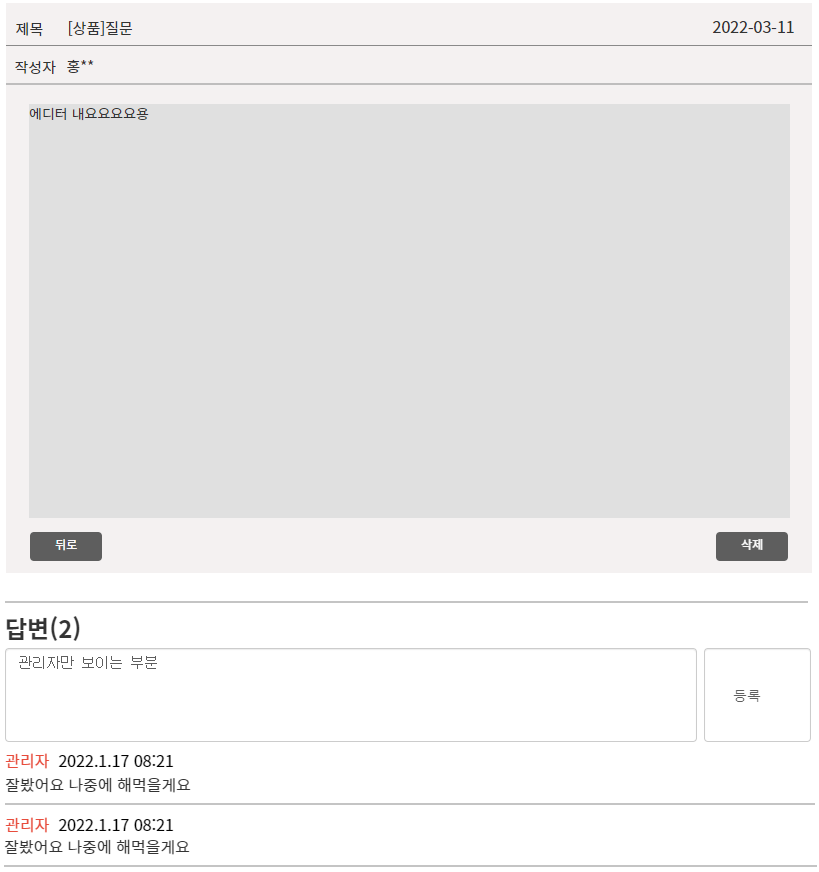 제목 [상품]질문 2022-03-11
작성자 홍**
에디터 내요요요요용
뒤로 삭제
답변(2)
관리자만 보이는 부분
등록
관리자 2022.1.17 08:21
잘봤어요 나중에 해먹을게요
관리자 2022.1.17 08:21
잘봤어요 나중에 해먹을게요